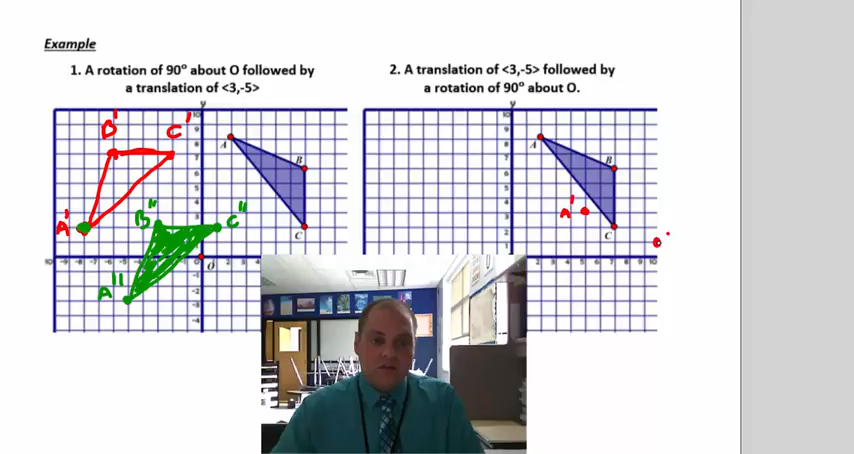 Example
1. A rotation of 90° about O followed by
a translation of <3,-5>
2. A translation of <3,-5> followed by
a rotation of 90° about O.
B' C'
A'
B'' C''
A''
A
B
C
O
A
B
C
A'